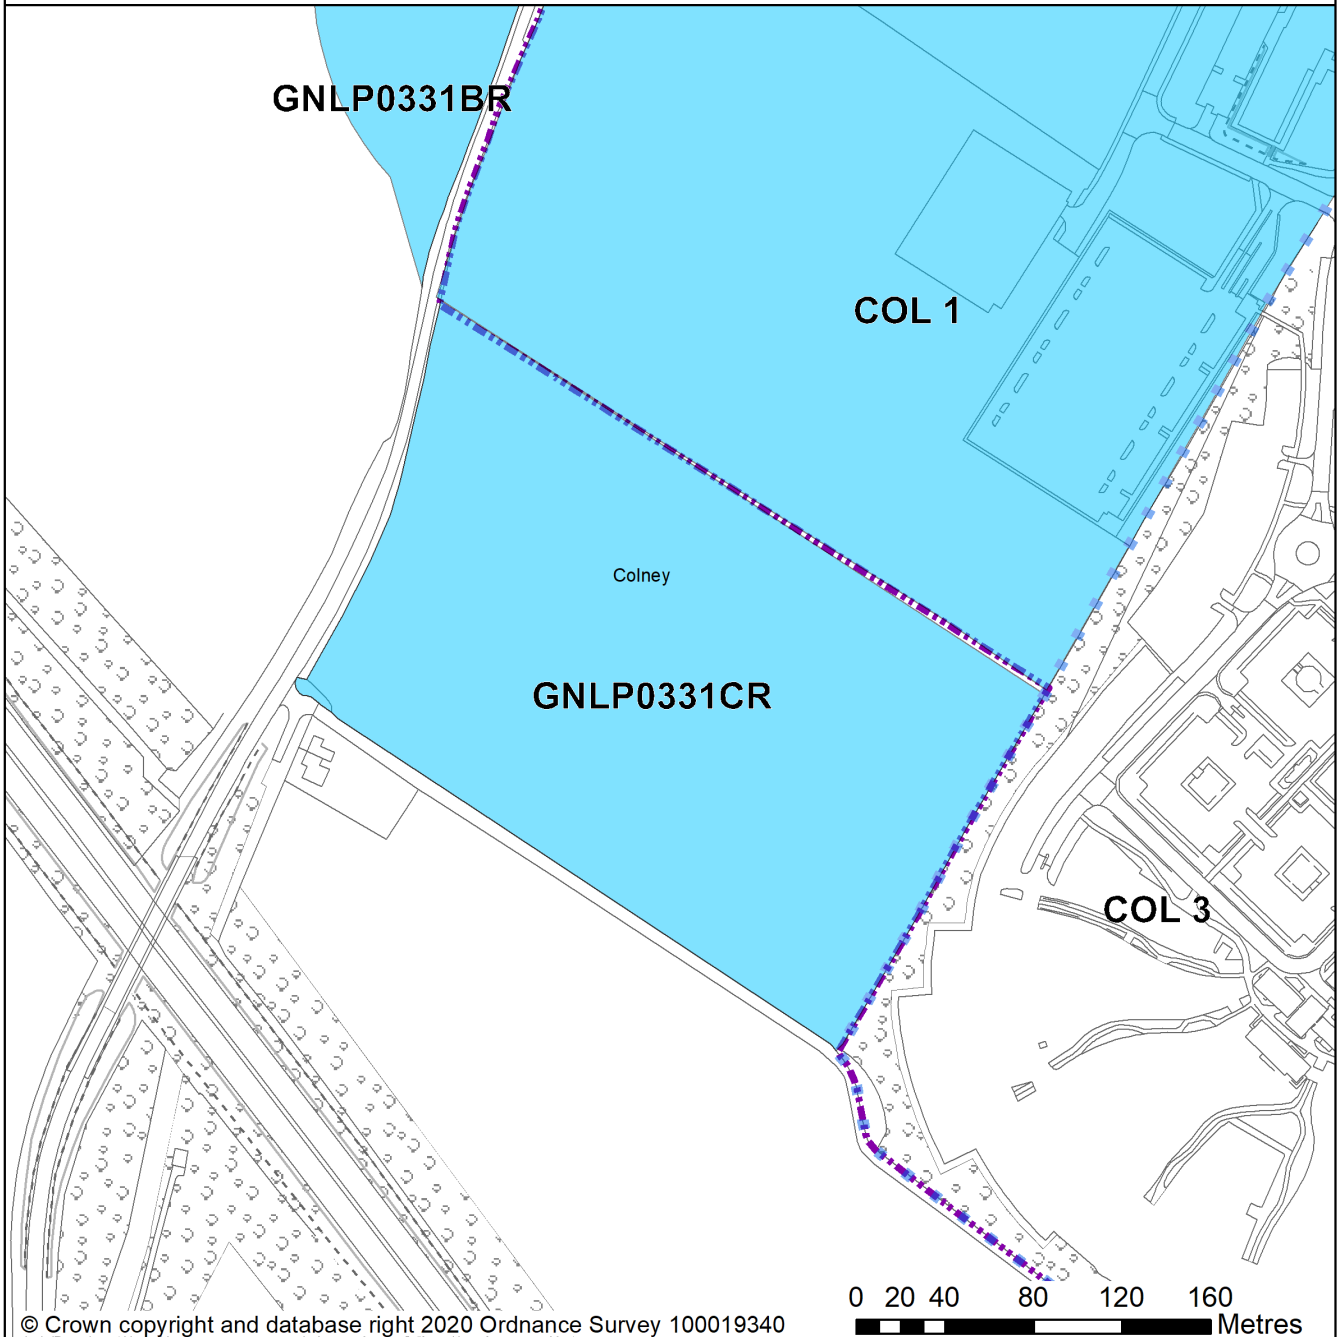 GNLP0331BR
COL 1
Colney
GNLP0331CR
COL 3
0 20 40 80 120 160
Metres
© Crown copyright and database right 2020 Ordnance Survey 100019340